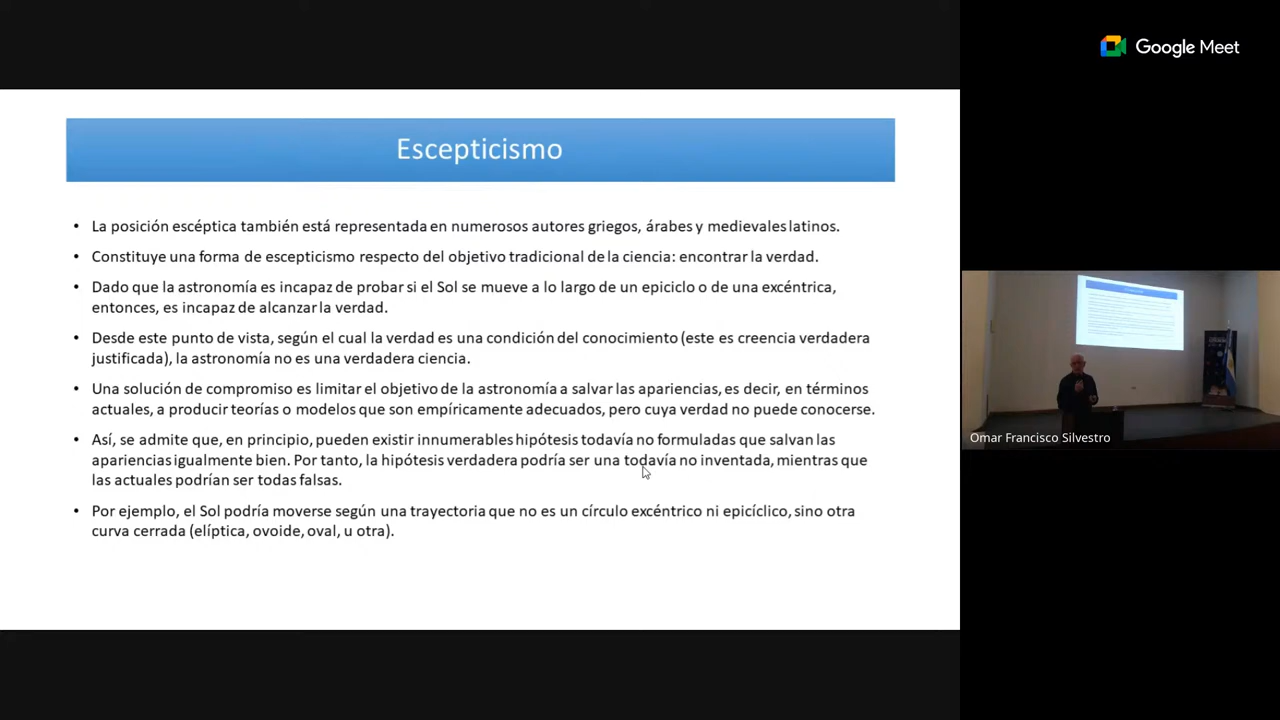 Google Meet
Escepticismo
• La posición escéptica también está representada en numerosos autores griegos, árabes y medievales latinos.
• Constituye una forma de escepticismo respecto del objetivo tradicional de la ciencia: encontrar la verdad.
• Dado que la astronomía es incapaz de probar si el Sol se mueve a lo largo de un epiciclo o de una excéntrica,
entonces, es incapaz de alcanzar la verdad.
• Desde este punto de vista, según el cual la verdad es una condición del conocimiento (este es creencia verdadera
justificada), la astronomía no es una verdadera ciencia.
• Una solución de compromiso es limitar el objetivo de la astronomía a salvar las apariencias, es decir, en términos
actuales, a producir teorías o modelos que son empíricamente adecuados, pero cuya verdad no puede conocerse.
• Así, se admite que, en principio, pueden existir innumerables hipótesis todavía no formuladas que salvan las
apariencias igualmente bien. Por tanto, la hipótesis verdadera podría ser una todavía no inventada, mientras que
las actuales podrían ser todas falsas.
• Por ejemplo, el Sol podría moverse según una trayectoria que no es un círculo excéntrico ni epicíclico, sino otra
curva cerrada (elíptica, ovoide, oval, u otra).
Omar Francisco Silvestro